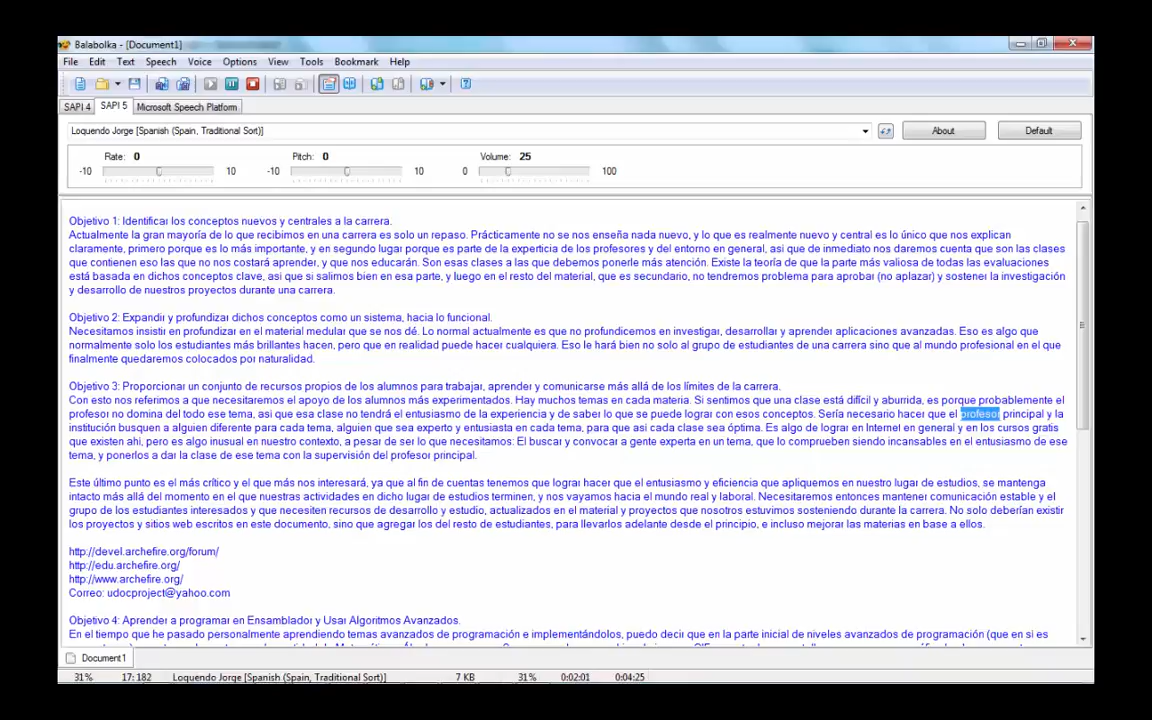 Balabolka - [Document1]
File Edit Text Speech Voice Options View Tools Bookmark Help
SAPI 4 SAPI 5 Microsoft Speech Platform
Loquendo Jorge [Spanish (Spain, Traditional Sort)] About Default
Rate: 0 Pitch: 0 Volume: 25
-10 10 -10 10 0 100
Objetivo 1: Identificar los conceptos nuevos y centrales a la carrera.
Actualmente la gran mayoría de lo que recibimos en una carrera es solo un repaso. Prácticamente no se nos enseña nada nuevo, y lo que es realmente nuevo y central es lo único que nos explican
claramente, primero porque es lo más importante, y en segundo lugar porque es parte de la experticia de los profesores y del entorno en general, asi que de inmediato nos daremos cuenta que son las clases
que contienen eso las que no nos costará aprender, y que nos educarán. Son esas clases a las que debemos ponerle más atención. Existe la teoría de que la parte más valiosa de todas las evaluaciones
está basada en dichos conceptos clave, asi que si salimos bien en esa parte, y luego en el resto del material, que es secundario, no tendremos problema para aprobar (no aplazar) y sostener la investigación
y desarrollo de nuestros proyectos durante una carrera.
Objetivo 2: Expandir y profundizar dichos conceptos como un sistema, hacia lo funcional.
Necesitamos insistir en profundizar en el material medular que se nos dé. Lo normal actualmente es que no profundicemos en investigar, desarrollar y aprender aplicaciones avanzadas. Eso es algo que
normalmente solo los estudiantes más brillantes hacen, pero que en realidad puede hacer cualquiera. Eso le hará bien no solo al grupo de estudiantes de una carrera sino que al mundo profesional en el que
finalmente quedaremos colocados por naturalidad.
Objetivo 3: Proporcionar un conjunto de recursos propios de los alumnos para trabajar, aprender y comunicarse más allá de los límites de la carrera.
Con esto nos referimos a que necesitaremos el apoyo de los alumnos más experimentados. Hay muchos temas en cada materia. Si sentimos que una clase está difícil y aburrida, es porque probablemente el
profesor no domina del todo ese tema, asi que esa clase no tendrá el entusiasmo de la experiencia y de saber lo que se puede lograr con esos conceptos. Sería necesario hacer que el profesor principal y la
institución busquen a alguien diferente para cada tema, alguien que sea experto y entusiasta en cada tema, para que asi cada clase sea óptima. Es algo de lograr en Internet en general y en los cursos gratis
que existen ahi, pero es algo inusual en nuestro contexto, a pesar de ser lo que necesitamos: El buscar y convocar a gente experta en un tema, que lo comprueben siendo incansables en el entusiasmo de ese
tema, y ponerlos a dar la clase de ese tema con la supervisión del profesor principal.
Este último punto es el más crítico y el que más nos interesará, ya que al fin de cuentas tenemos que lograr hacer que el entusiasmo y eficiencia que apliquemos en nuestro lugar de estudios, se mantenga
intacto más allá del momento en el que nuestras actividades en dicho lugar de estudios terminen, y nos vayamos hacia el mundo real y laboral. Necesitaremos entonces mantener comunicación estable y el
grupo de los estudiantes interesados y que necesiten recursos de desarrollo y estudio, actualizados en el material y proyectos que nosotros estuvimos sosteniendo durante la carrera. No solo deberían existir
los proyectos y sitios web escritos en este documento, sino que agregar los del resto de estudiantes, para llevarlos adelante desde el principio, e incluso mejorar las materias en base a ellos.
http://devel.archefire.org/forum/
http://edu.archefire.org/
http://www.archefire.org/
Correo: udocproject@yahoo.com
Objetivo 4: Aprender a programar en Ensamblador y Usar Algoritmos Avanzados.
En el tiempo que he pasado personalmente aprendiendo temas avanzados de programación e implementándolos, puedo decir que en la parte inicial de niveles avanzados de programación (que en si es
Document1
31% 17: 182 Loquendo Jorge [Spanish (Spain, Traditional Sort)] 7 KB 31% 0:02:01 0:04:25